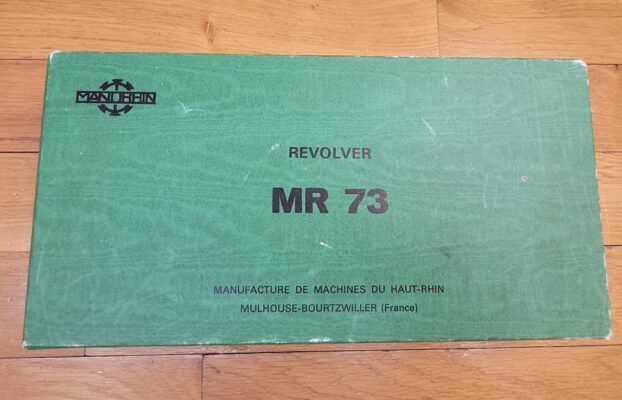 MANURHIN
REVOLVER
MR 73
MANUFACTURE DE MACHINES DU HAUT-RHIN
MULHOUSE-BOURTZWILLER (France)